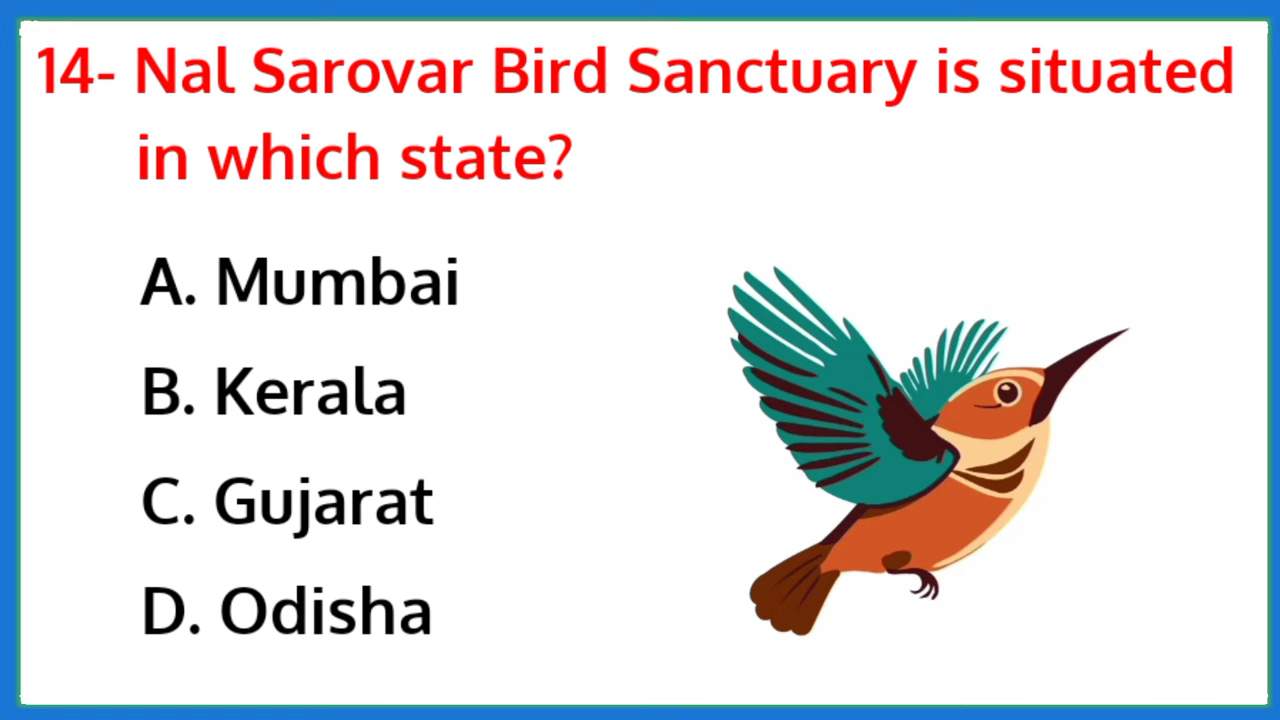 14- Nal Sarovar Bird Sanctuary is situated
in which state?
A. Mumbai
B. Kerala
C. Gujarat
D. Odisha